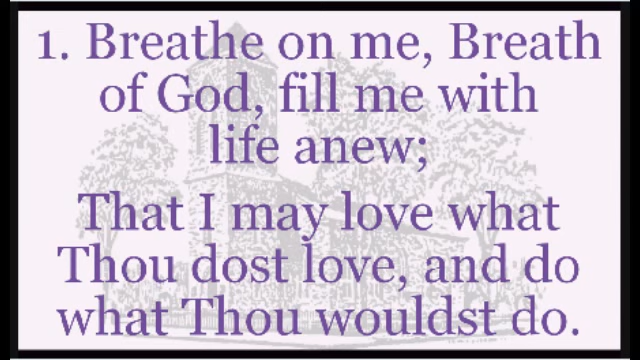 1. Breathe on me, Breath
of God, fill me with
life anew;
That I may love what
Thou dost love, and do
what Thou wouldst do.